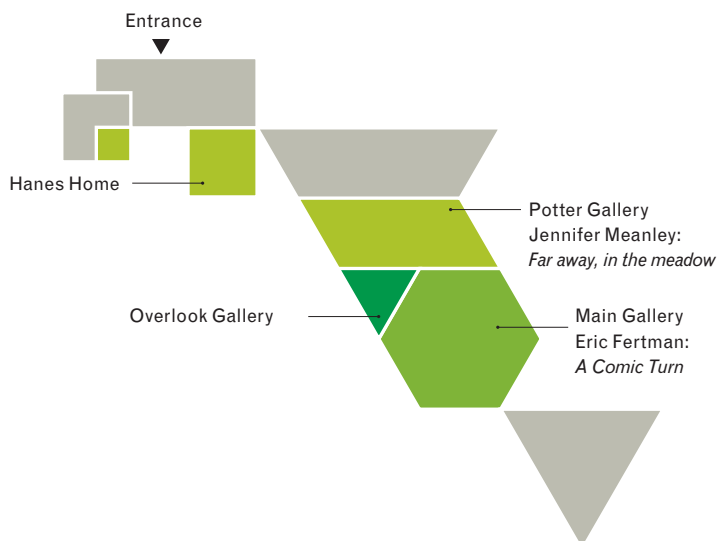 Entrance
Hanes Home
Potter Gallery
Jennifer Meanley:
Far away, in the meadow
Overlook Gallery
Main Gallery
Eric Fertman:
A Comic Turn